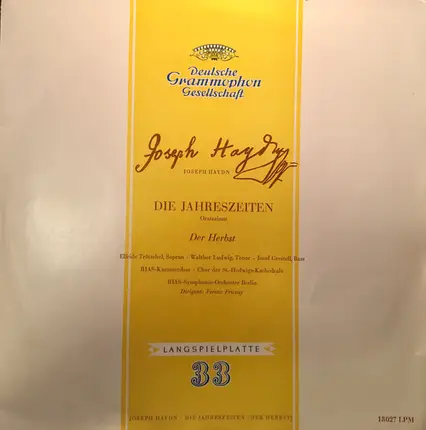 Deutsche
Grammophon
Gesellschaft
Joseph Haydn
JOSEPH HAYDN
DIE JAHRESZEITEN
Oratorium
Der Herbst
Elfride Trötschel, Sopran - Walther Ludwig, Tenor - Josef Greindl, Bass
RIAS-Kammerchor - Chor der St.-Hedwigs-Kathedrale
RIAS-Symphonie-Orchester Berlin
Dirigent: Ferenc Fricsay
LANGSPIELPLATTE
33
JOSEPH HAYDN · DIE JAHRESZEITEN (DER HERBST)
18027 LPM